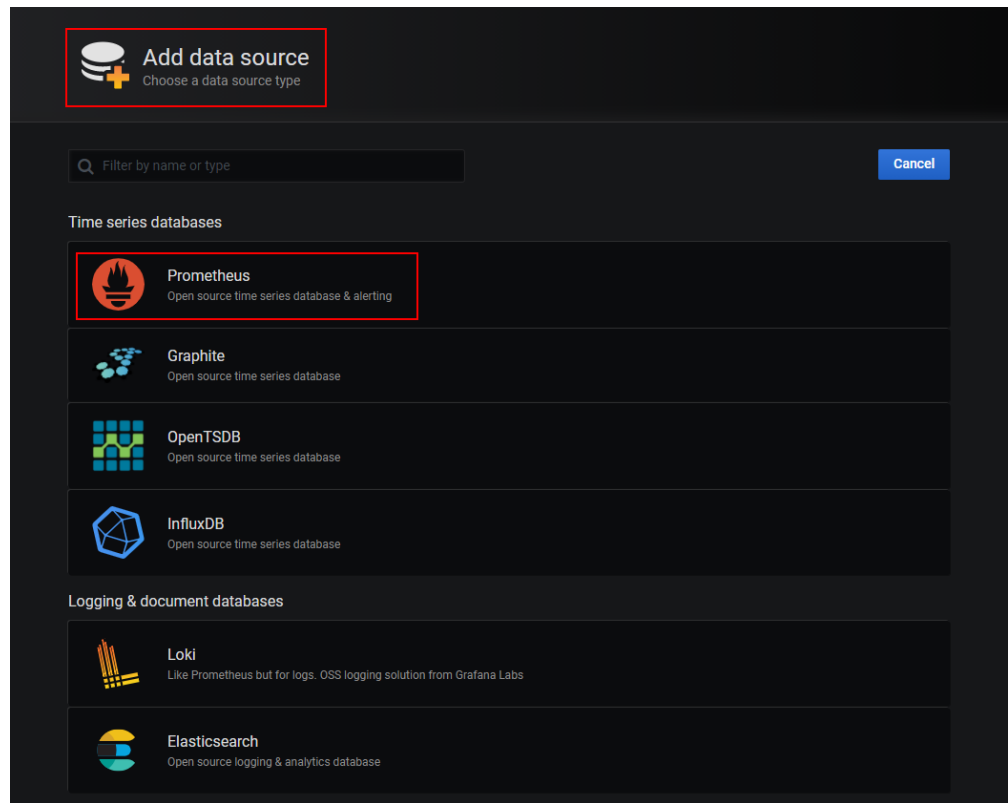 Add data source
Choose a data source type
Filter by name or type
Cancel
Time series databases
Prometheus
Open source time series database & alerting
Graphite
Open source time series database
OpenTSDB
Open source time series database
InfluxDB
Open source time series database
Logging & document databases
Loki
Like Prometheus but for logs. OSS logging solution from Grafana Labs
Elasticsearch
Open source logging & analytics database